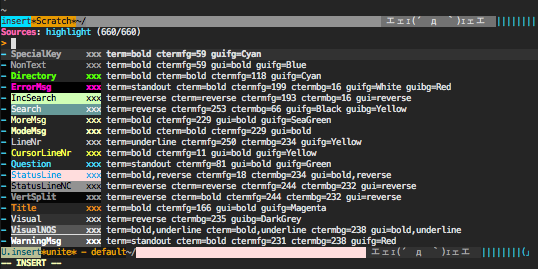 ~
insert*Scratch*~/ ｴｪｪ(´ д `)ｪｪｴ ||||||||
Sources: highlight (660/660)
>
- SpecialKey xxx term=bold ctermfg=59 guifg=Cyan
- NonText xxx term=bold ctermfg=59 gui=bold guifg=Blue
- Directory xxx term=bold ctermfg=118 guifg=Cyan
- ErrorMsg xxx term=standout cterm=bold ctermfg=199 ctermbg=16 guifg=White guibg=Red
- IncSearch xxx term=reverse cterm=reverse ctermfg=193 ctermbg=16 gui=reverse
- Search xxx term=reverse ctermfg=253 ctermbg=66 guifg=Black guibg=Yellow
- MoreMsg xxx term=bold ctermfg=229 gui=bold guifg=SeaGreen
- ModeMsg xxx term=bold cterm=bold ctermfg=229 gui=bold
- LineNr xxx term=underline ctermfg=250 ctermbg=234 guifg=Yellow
- CursorLineNr xxx term=bold ctermfg=11 gui=bold guifg=Yellow
- Question xxx term=standout ctermfg=81 gui=bold guifg=Green
- StatusLine xxx term=bold,reverse ctermfg=18 ctermbg=234 gui=bold,reverse
- StatusLineNC xxx term=reverse cterm=reverse ctermfg=244 ctermbg=232 gui=reverse
- VertSplit xxx term=reverse cterm=bold ctermfg=244 ctermbg=232 gui=reverse
- Title xxx term=bold ctermfg=166 gui=bold guifg=Magenta
- Visual xxx term=reverse ctermbg=235 guibg=DarkGrey
- VisualNOS xxx term=bold,underline cterm=bold,underline ctermbg=238 gui=bold,underline
- WarningMsg xxx term=standout cterm=bold ctermfg=231 ctermbg=238 guifg=Red
U.insert*unite* - default~/ ｴｪｪ(´ д `)ｪｪｴ ||||||||(
-- INSERT --